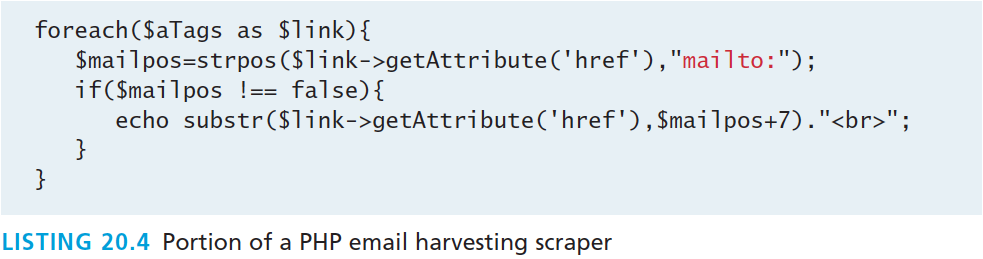 foreach($aTags as $link){
   $mailpos=strpos($link->getAttribute('href'),"mailto:");
   if($mailpos !== false){
      echo substr($link->getAttribute('href'),$mailpos+7)."<br>";
   }
}
LISTING 20.4 Portion of a PHP email harvesting scraper